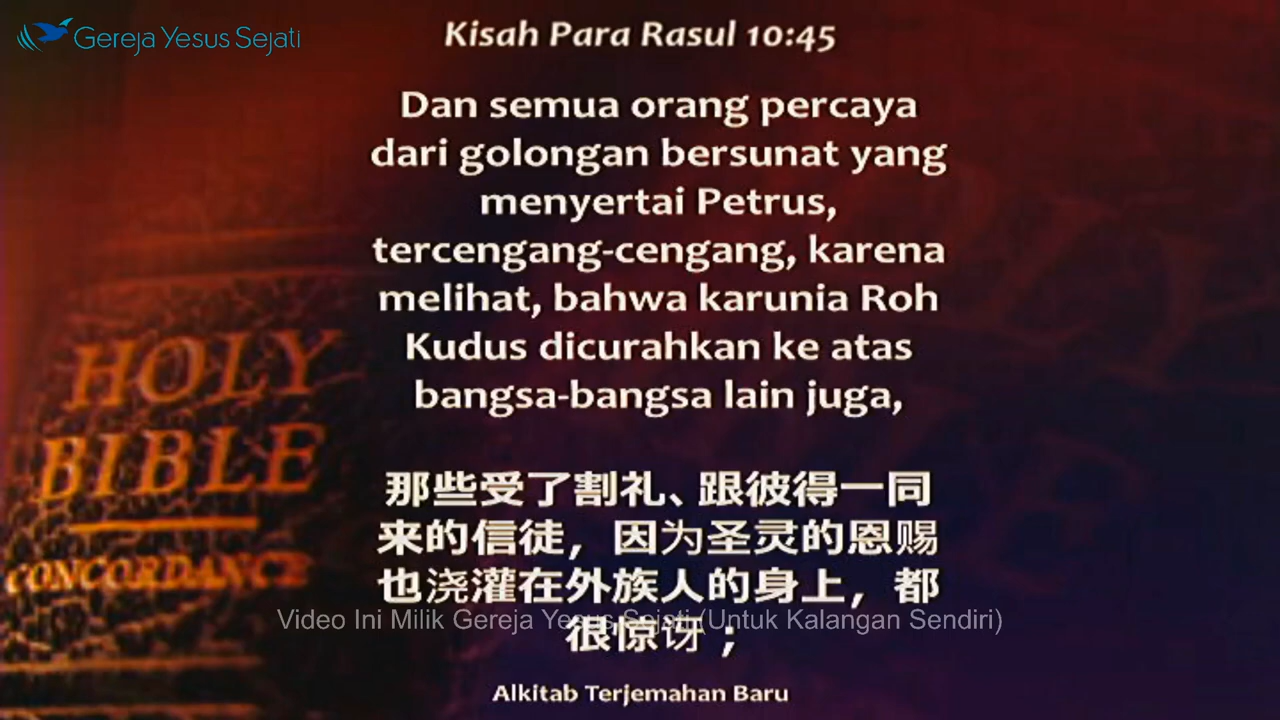 Gereja Yesus Sejati
Kisah Para Rasul 10:45
Dan semua orang percaya
dari golongan bersunat yang
menyertai Petrus,
tercengang-cengang, karena
melihat, bahwa karunia Roh
Kudus dicurahkan ke atas
bangsa-bangsa lain juga,
HOLY
BIBLE
CONCORDANCE
那些受了割礼、跟彼得一同
来的信徒，因为圣灵的恩赐
也浇灌在外族人的身上，都
Video Ini Milik Gereja Yesus Sejati (Untuk Kalangan Sendiri)
很惊讶；
Alkitab Terjemahan Baru